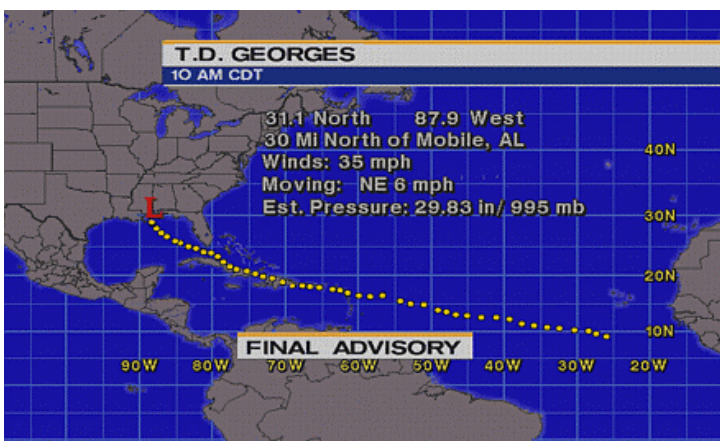 T.D. GEORGES
10 AM CDT
31.1 North 87.9 West
30 Mi North of Mobile, AL
Winds: 35 mph
Moving: NE 6 mph
Est. Pressure: 29.83 in/ 995 mb
40N
30N
L
20N
10N
FINAL ADVISORY
90W 80W 70W 60W 50W 40W 30W 20W